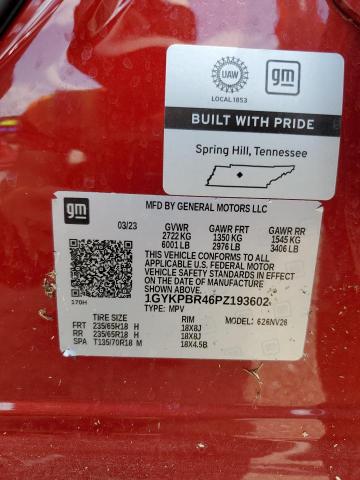 UAW
gm
LOCAL 1853
BUILT WITH PRIDE
Spring Hill, Tennessee
gm
MFD BY GENERAL MOTORS LLC
03/23 GVWR GAWR FRT GAWR RR
2722 KG 1350 KG 1545 KG
6001 LB 2976 LB 3406 LB
THIS VEHICLE CONFORMS TO ALL
APPLICABLE U.S. FEDERAL MOTOR VEHICLE
SAFETY STANDARDS IN EFFECT
ON THE DATE OF MANUFACTURE
SHOWN ABOVE.
1GYKPBR46PZ193602
170H TYPE: MPV
TIRE SIZE RIM MODEL: 626NV26
FRT 235/65R18 H 18X8J
RR 235/65R18 H 18X8J
SPA T135/70R18 M 18X4.5B